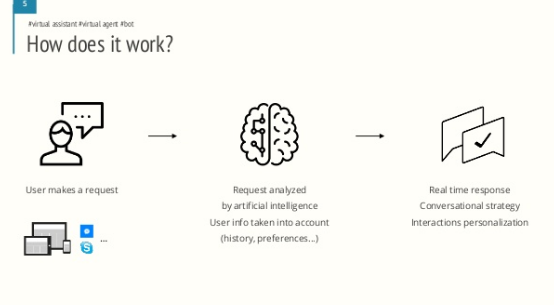 5
#virtual assistant #virtual agent #bot
How does it work?
User makes a request
...
Request analyzed
by artificial intelligence
User info taken into account
(history, preferences...)
Real time response
Conversational strategy
Interactions personalization